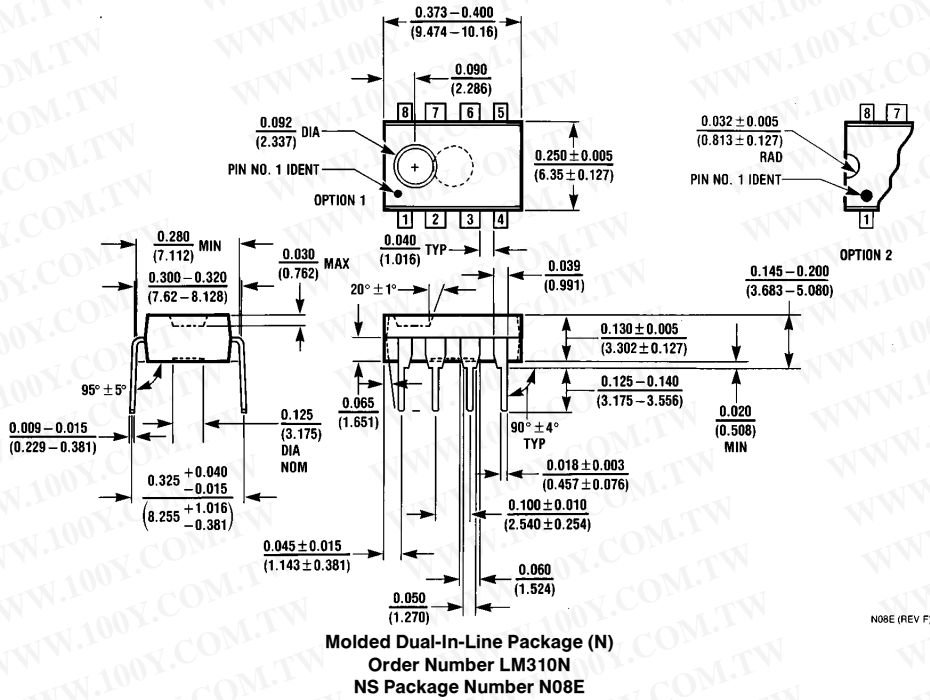 0.373–0.400
(9.474–10.16)
0.090
(2.286)
8 7 6 5
0.092 DIA
(2.337)
PIN NO. 1 IDENT
OPTION 1
1 2 3 4
0.250 ± 0.005
(6.35 ± 0.127)
0.032 ± 0.005
(0.813 ± 0.127)
RAD
PIN NO. 1 IDENT
8 7
1
OPTION 2
0.280 MIN
(7.112)
0.300–0.320
(7.62–8.128)
0.030 MAX
(0.762)
0.040 TYP
(1.016)
20° ± 1°
0.039
(0.991)
0.145–0.200
(3.683–5.080)
0.130 ± 0.005
(3.302 ± 0.127)
0.125–0.140
(3.175–3.556)
0.020
(0.508)
MIN
95° ± 5°
0.009–0.015
(0.229–0.381)
0.125
(3.175)
DIA
NOM
0.065
(1.651)
90° ± 4°
TYP
0.325 +0.040
–0.015
(8.255 +1.016
–0.381)
0.018 ± 0.003
(0.457 ± 0.076)
0.100 ± 0.010
(2.540 ± 0.254)
0.045 ± 0.015
(1.143 ± 0.381)
0.060
(1.524)
0.050
(1.270)
N08E (REV F)
Molded Dual-In-Line Package (N)
Order Number LM310N
NS Package Number N08E
WWW.100Y.COM.TW